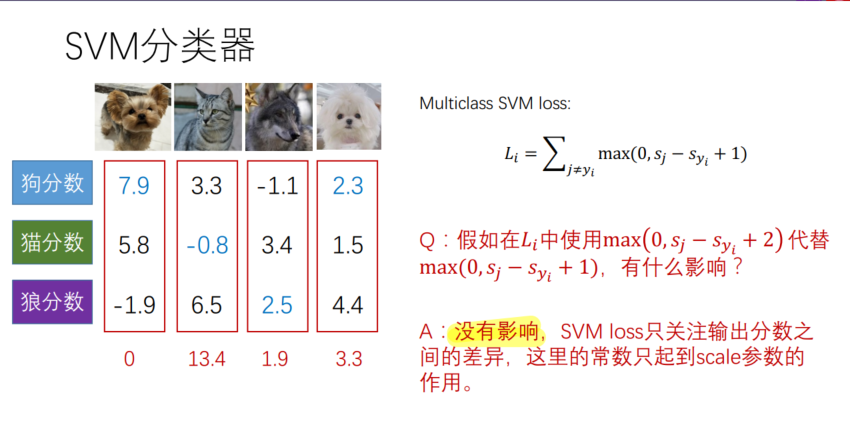 SVM分类器
狗分数 7.9 3.3 -1.1 2.3
猫分数 5.8 -0.8 3.4 1.5
狼分数 -1.9 6.5 2.5 4.4
0 13.4 1.9 3.3
Multiclass SVM loss:
$L_i = \sum_{j \neq y_i} \max(0, s_j - s_{y_i} + 1)$
Q：假如在$L_i$中使用$\max(0, s_j - s_{y_i} + 2)$代替
$\max(0, s_j - s_{y_i} + 1)$，有什么影响？
A：没有影响，SVM loss只关注输出分数之
间的差异，这里的常数只起到scale参数的
作用。